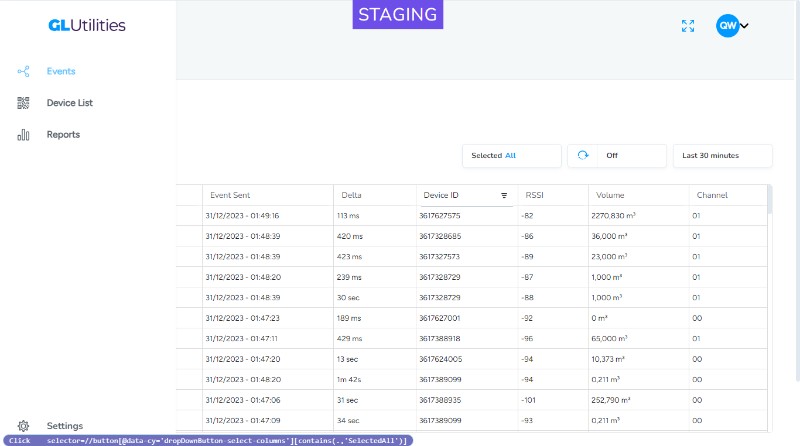 STAGING
GLUtilities
QW
Events
Device List
Reports
Selected All
Off
Last 30 minutes
Event Sent Delta Device ID RSSI Volume Channel
31/12/2023 - 01:49:16 113 ms 3617627575 -82 2270,830 m³ 01
31/12/2023 - 01:48:39 420 ms 3617328685 -86 36,000 m³ 01
31/12/2023 - 01:48:39 423 ms 3617327573 -89 23,000 m³ 01
31/12/2023 - 01:48:20 239 ms 3617328729 -87 1,000 m³ 01
31/12/2023 - 01:48:39 30 sec 3617328729 -88 1,000 m³ 01
31/12/2023 - 01:47:23 189 ms 3617627001 -92 0 m³ 00
31/12/2023 - 01:47:11 429 ms 3617388918 -96 65,000 m³ 01
31/12/2023 - 01:47:20 13 sec 3617624005 -94 10,373 m³ 00
31/12/2023 - 01:48:20 1m 42s 3617389099 -94 0,211 m³ 00
31/12/2023 - 01:47:06 31 sec 3617388935 -101 252,790 m³ 00
31/12/2023 - 01:47:09 34 sec 3617389099 -93 0,211 m³ 00
Settings
Click selector=//button[@data-cy='dropDownButton-select-columns'][contains(.,'SelectedAll')]